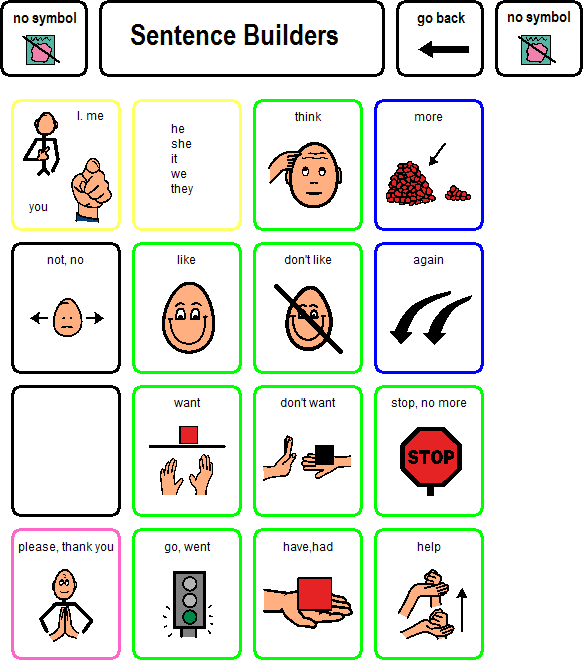 no symbol
Sentence Builders
go back
no symbol
I. me
you
he
she
it
we
they
think
more
not, no
like
don't like
again
want
don't want
stop, no more
STOP
please, thank you
go, went
have,had
help